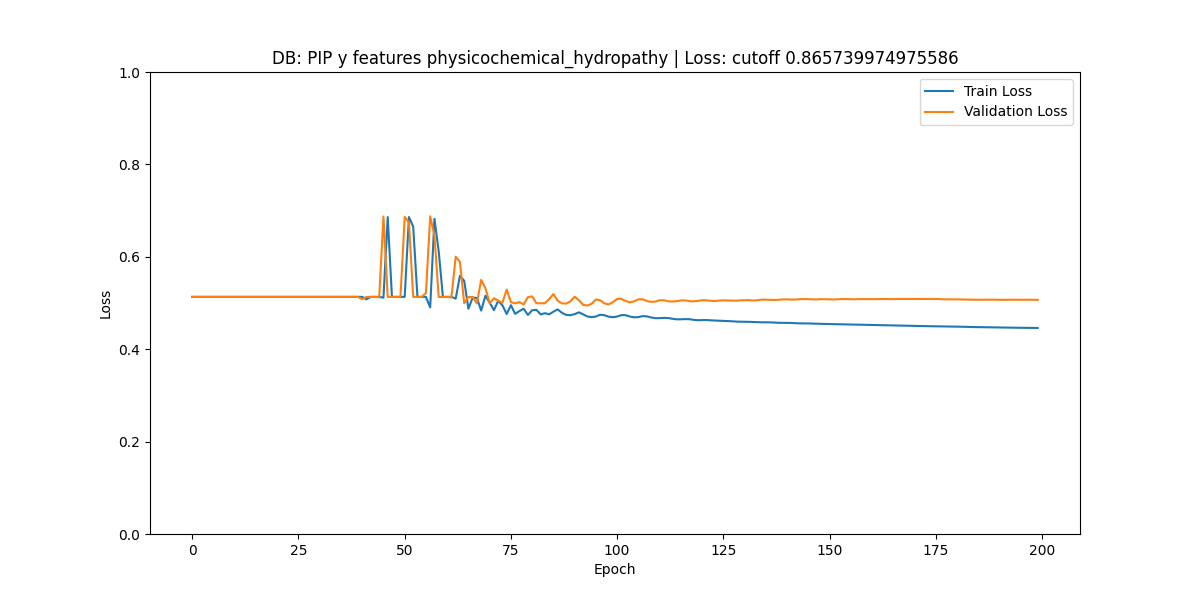 DB: PIP y features physicochemical_hydropathy | Loss: cutoff 0.865739974975586
Train Loss
Validation Loss
1.0
0.8
0.6
0.4
0.2
0.0
Loss
0 25 50 75 100 125 150 175 200
Epoch